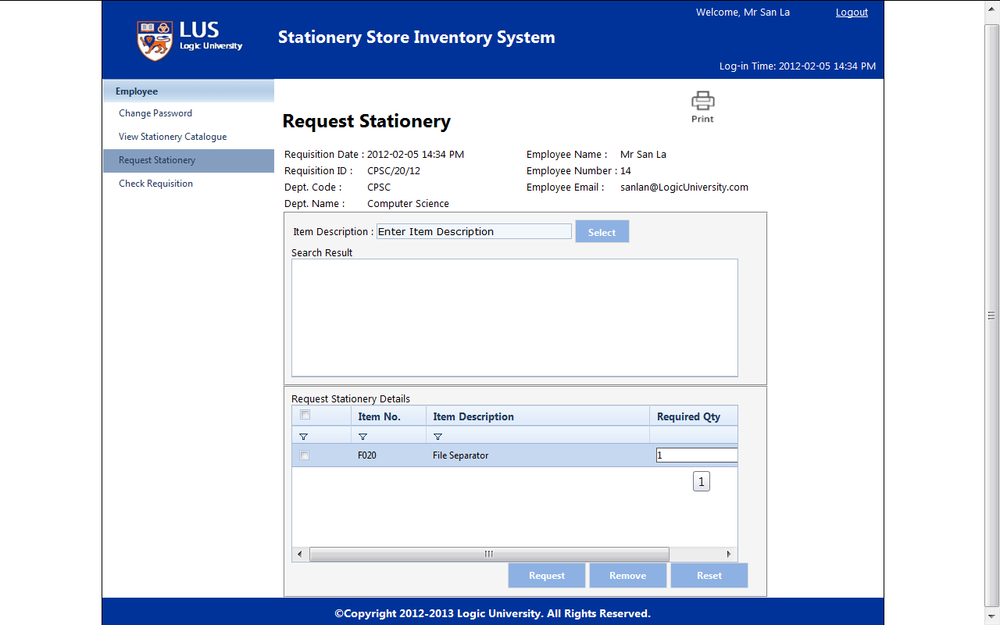 Welcome, Mr San La Logout
LUS
Logic University
Stationery Store Inventory System
Log-in Time: 2012-02-05 14:34 PM
Employee
Change Password
View Stationery Catalogue
Request Stationery
Check Requisition
Print
Request Stationery
Requisition Date : 2012-02-05 14:34 PM Employee Name : Mr San La
Requisition ID : CPSC/20/12 Employee Number : 14
Dept. Code : CPSC Employee Email : sanlan@LogicUniversity.com
Dept. Name : Computer Science
Item Description : Enter Item Description Select
Search Result
Request Stationery Details
Item No. Item Description Required Qty
F020 File Separator 1
1
Request Remove Reset
©Copyright 2012-2013 Logic University. All Rights Reserved.